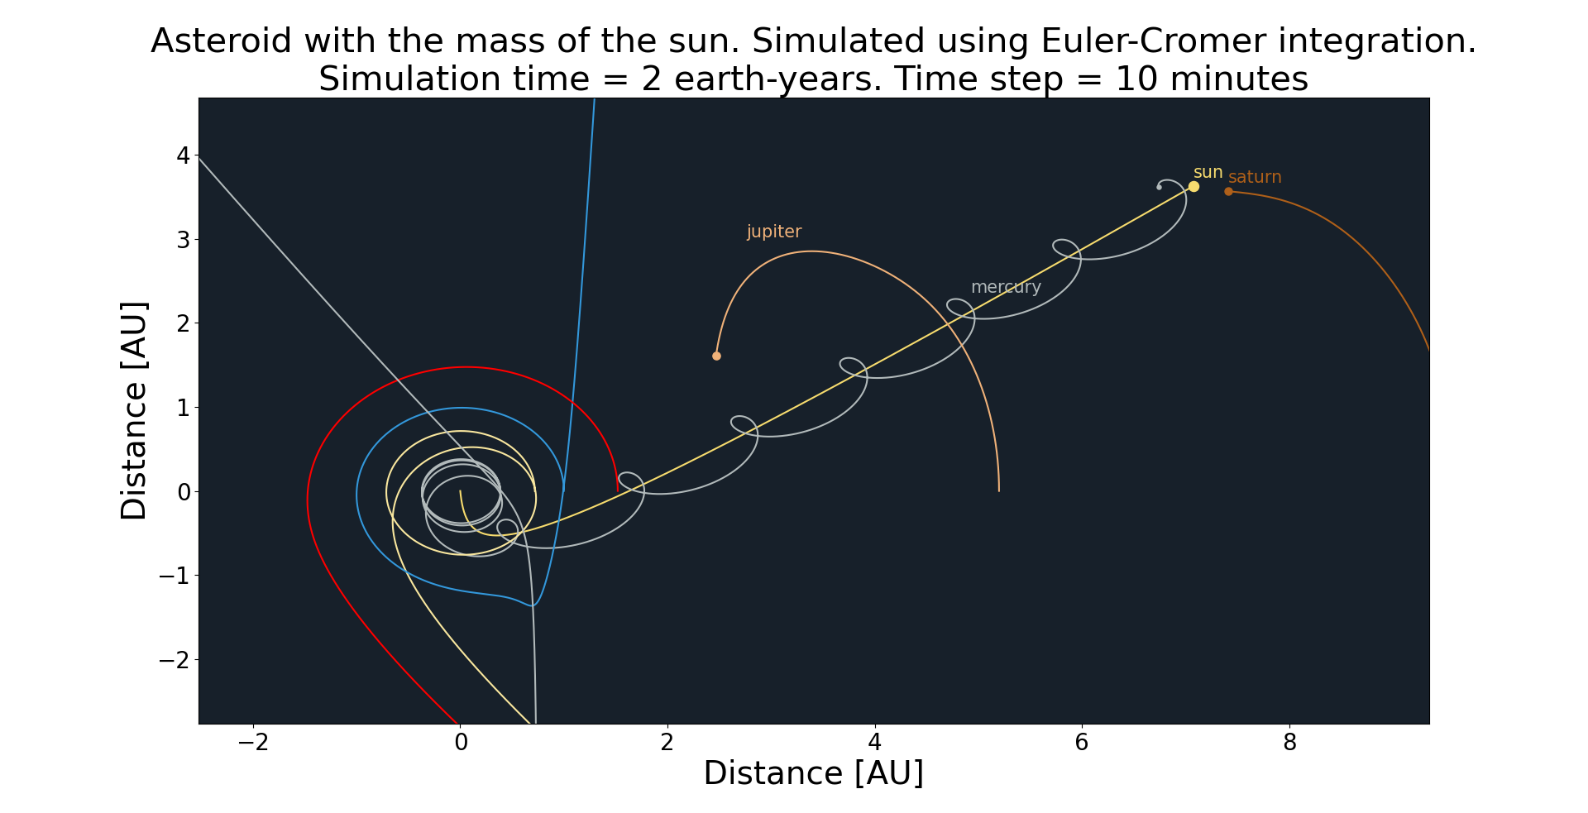 Asteroid with the mass of the sun. Simulated using Euler-Cromer integration.
Simulation time = 2 earth-years. Time step = 10 minutes
Distance [AU]
4
3
2
1
0
−1
−2
sun
saturn
jupiter
mercury
−2
0
2
4
6
8
Distance [AU]